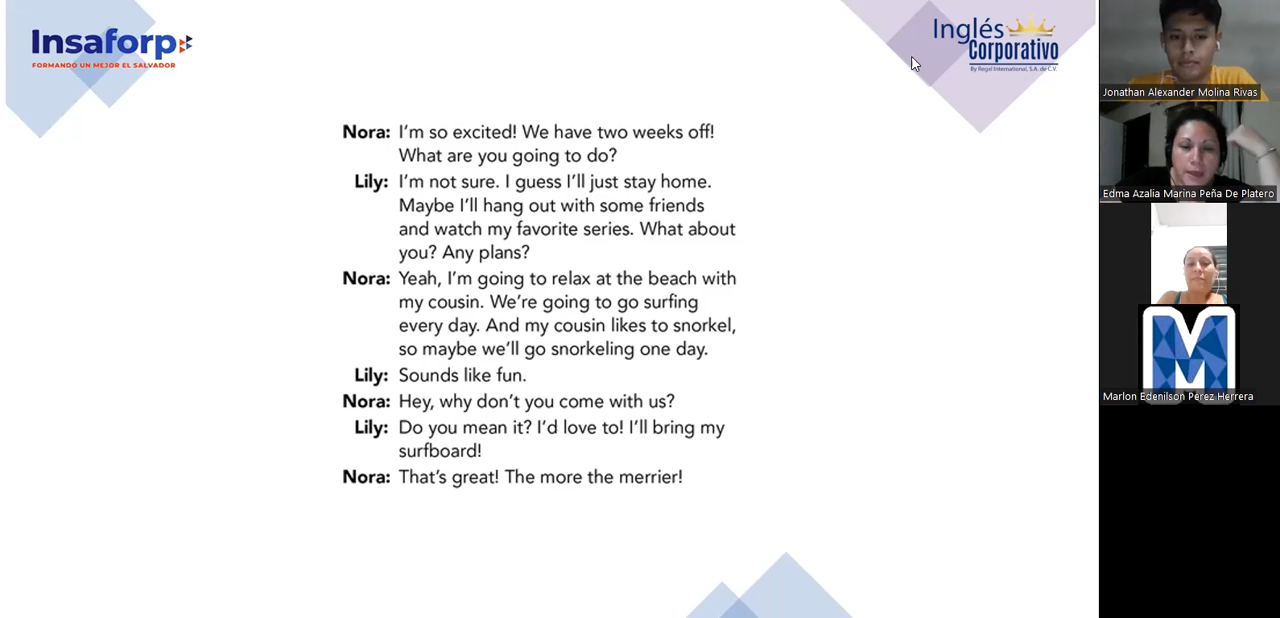 Insaforp
FORMANDO UN MEJOR EL SALVADOR
Inglés
Corporativo
By Regal International, S.A. de C.V.
Nora: I'm so excited! We have two weeks off!
What are you going to do?
Lily: I'm not sure. I guess I'll just stay home.
Maybe I'll hang out with some friends
and watch my favorite series. What about
you? Any plans?
Nora: Yeah, I'm going to relax at the beach with
my cousin. We're going to go surfing
every day. And my cousin likes to snorkel,
so maybe we'll go snorkeling one day.
Lily: Sounds like fun.
Nora: Hey, why don't you come with us?
Lily: Do you mean it? I'd love to! I'll bring my
surfboard!
Nora: That's great! The more the merrier!
Jonathan Alexander Molina Rivas
Edma Azalia Marina Peña De Platero
M
Marlon Edenilson Perez Herrera